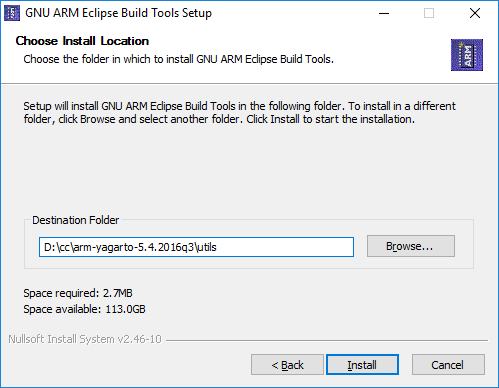 GNU ARM Eclipse Build Tools Setup
Choose Install Location
Choose the folder in which to install GNU ARM Eclipse Build Tools.
ARM
Setup will install GNU ARM Eclipse Build Tools in the following folder. To install in a different
folder, click Browse and select another folder. Click Install to start the installation.
Destination Folder
D:\cc\arm-yagarto-5.4.2016q3\utils
Browse...
Space required: 2.7MB
Space available: 113.0GB
Nullsoft Install System v2.46-10
< Back Install Cancel